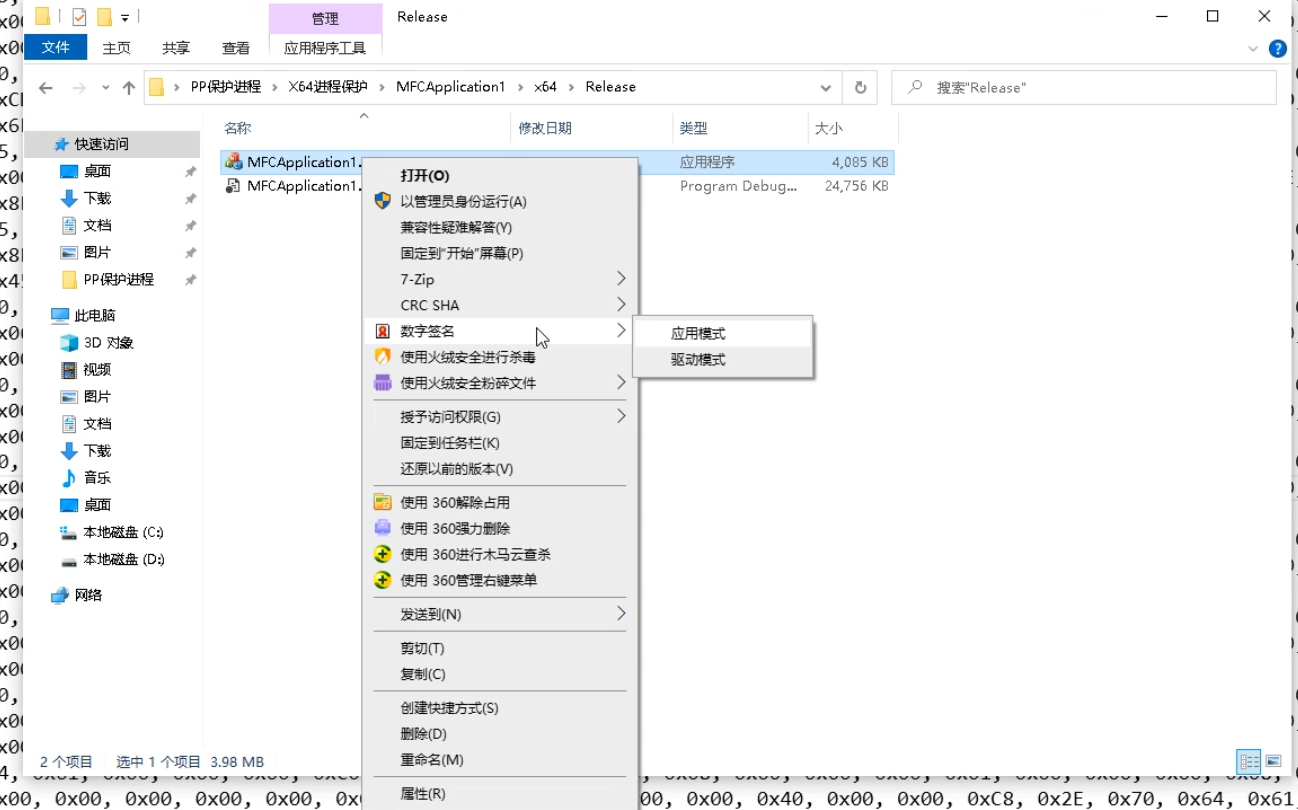 管理
Release
文件
主页
共享
查看
应用程序工具
PP保护进程
X64进程保护
MFCApplication1
x64
Release
搜索"Release"
名称
修改日期
类型
大小
快速访问
桌面
下载
文档
图片
PP保护进程
此电脑
3D 对象
视频
图片
文档
下载
音乐
桌面
本地磁盘 (C:)
本地磁盘 (D:)
网络
MFCApplication1.
应用程序
4,085 KB
MFCApplication1.
Program Debug...
24,756 KB
打开(O)
以管理员身份运行(A)
兼容性疑难解答(Y)
固定到"开始"屏幕(P)
7-Zip
CRC SHA
数字签名
使用火绒安全进行杀毒
使用火绒安全粉碎文件
授予访问权限(G)
固定到任务栏(K)
还原以前的版本(V)
使用 360解除占用
使用 360强力删除
使用 360进行木马云查杀
使用 360管理右键菜单
发送到(N)
剪切(T)
复制(C)
创建快捷方式(S)
删除(D)
重命名(M)
属性(R)
应用模式
驱动模式
2 个项目
选中 1 个项目 3.98 MB
x00, 0x00, 0x00, 0x00, 0x00, 0x
00, 0x00, 0x40, 0x00, 0x00, 0xC8, 0x2E, 0x70, 0x64, 0x61